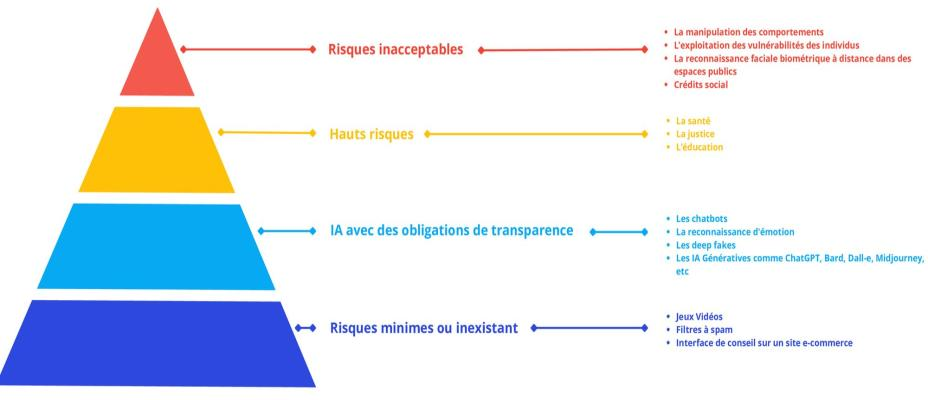 Risques inacceptables
• La manipulation des comportements
• L'exploitation des vulnérabilités des individus
• La reconnaissance faciale biométrique à distance dans des
espaces publics
• Crédits social
Hauts risques
• La santé
• La justice
• L'éducation
IA avec des obligations de transparence
• Les chatbots
• La reconnaissance d'émotion
• Les deep fakes
• Les IA Génératives comme ChatGPT, Bard, Dall-e, Midjourney,
etc
Risques minimes ou inexistant
• Jeux Vidéos
• Filtres à spam
• Interface de conseil sur un site e-commerce